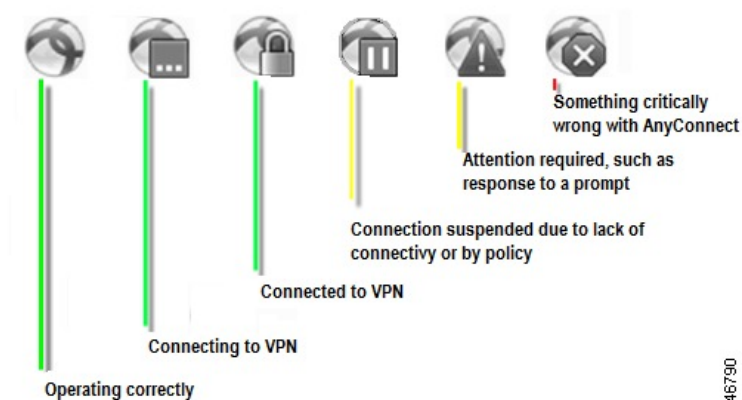 Something critically
wrong with AnyConnect
Attention required, such as
response to a prompt
Connection suspended due to lack of
connectivy or by policy
Connected to VPN
Connecting to VPN
Operating correctly
46790